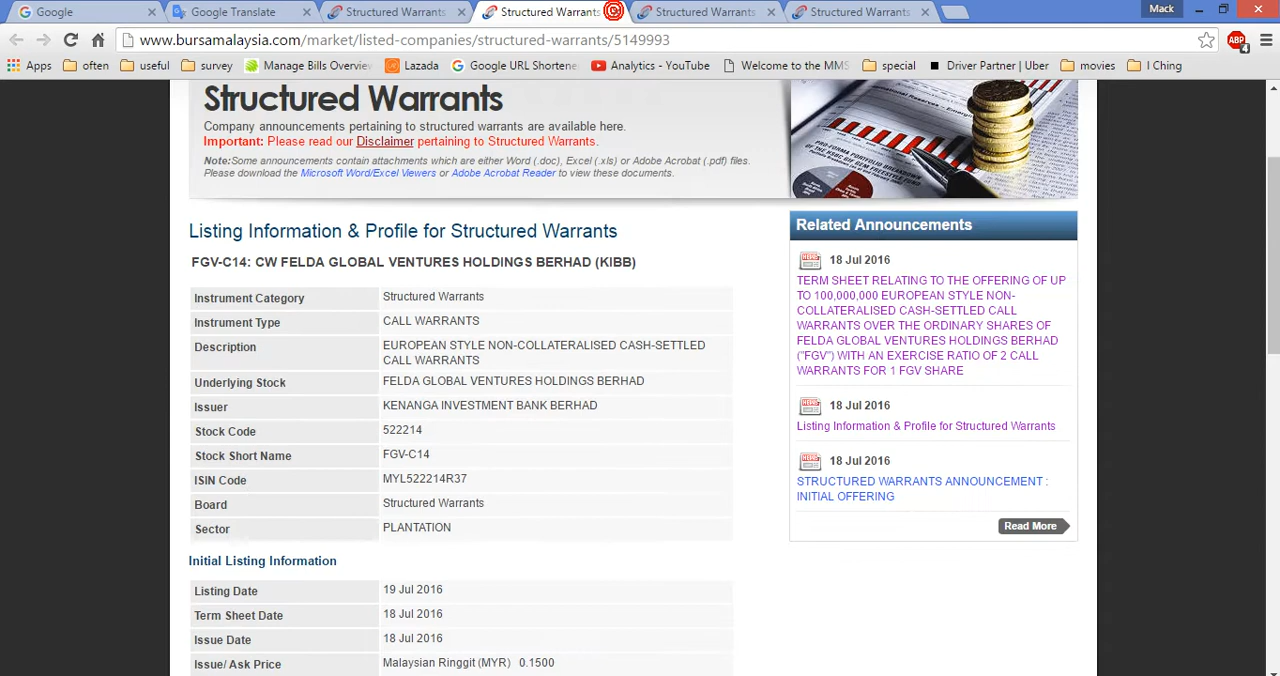 Google
Google Translate
Structured Warrants
Structured Warrants
Structured Warrants
Structured Warrants
Mack
www.bursamalaysia.com/market/listed-companies/structured-warrants/5149993
ABP
4
Apps
often
useful
survey
Manage Bills Overvie
Lazada
Google URL Shortene
Analytics - YouTube
Welcome to the MMS
special
Driver Partner | Uber
movies
I Ching
Structured Warrants
Company announcements pertaining to structured warrants are available here.
Important: Please read our Disclaimer pertaining to Structured Warrants.
Note:Some announcements contain attachments which are either Word (.doc), Excel (.xls) or Adobe Acrobat (.pdf) files.
Please download the Microsoft Word/Excel Viewers or Adobe Acrobat Reader to view these documents.
Listing Information & Profile for Structured Warrants
FGV-C14: CW FELDA GLOBAL VENTURES HOLDINGS BERHAD (KIBB)
Instrument Category Structured Warrants
Instrument Type CALL WARRANTS
Description EUROPEAN STYLE NON-COLLATERALISED CASH-SETTLED
CALL WARRANTS
Underlying Stock FELDA GLOBAL VENTURES HOLDINGS BERHAD
Issuer KENANGA INVESTMENT BANK BERHAD
Stock Code 522214
Stock Short Name FGV-C14
ISIN Code MYL522214R37
Board Structured Warrants
Sector PLANTATION
Initial Listing Information
Listing Date 19 Jul 2016
Term Sheet Date 18 Jul 2016
Issue Date 18 Jul 2016
Issue/ Ask Price Malaysian Ringgit (MYR) 0.1500
Related Announcements
18 Jul 2016
TERM SHEET RELATING TO THE OFFERING OF UP
TO 100,000,000 EUROPEAN STYLE NON-
COLLATERALISED CASH-SETTLED CALL
WARRANTS OVER THE ORDINARY SHARES OF
FELDA GLOBAL VENTURES HOLDINGS BERHAD
("FGV") WITH AN EXERCISE RATIO OF 2 CALL
WARRANTS FOR 1 FGV SHARE
18 Jul 2016
Listing Information & Profile for Structured Warrants
18 Jul 2016
STRUCTURED WARRANTS ANNOUNCEMENT :
INITIAL OFFERING
Read More